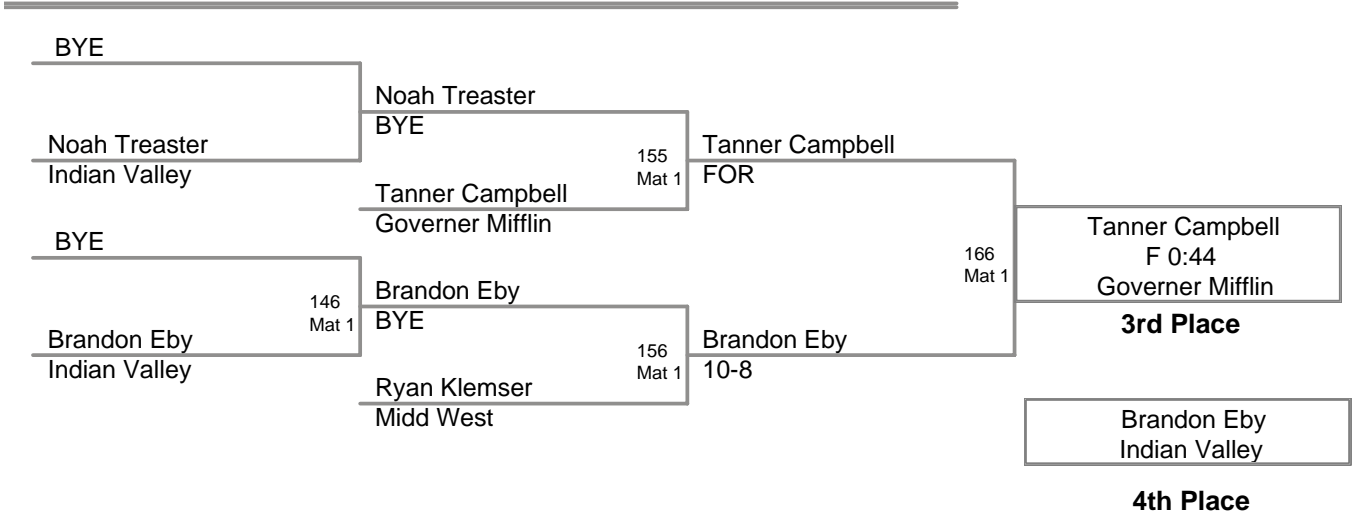 BYE
Noah Treaster
BYE
Noah Treaster
Indian Valley
155
Mat 1
Tanner Campbell
FOR
Tanner Campbell
Governer Mifflin
BYE
146
Mat 1
Brandon Eby
BYE
Brandon Eby
Indian Valley
156
Mat 1
Brandon Eby
10-8
Ryan Klemser
Midd West
166
Mat 1
Tanner Campbell
F 0:44
Governer Mifflin
3rd Place
Brandon Eby
Indian Valley
4th Place